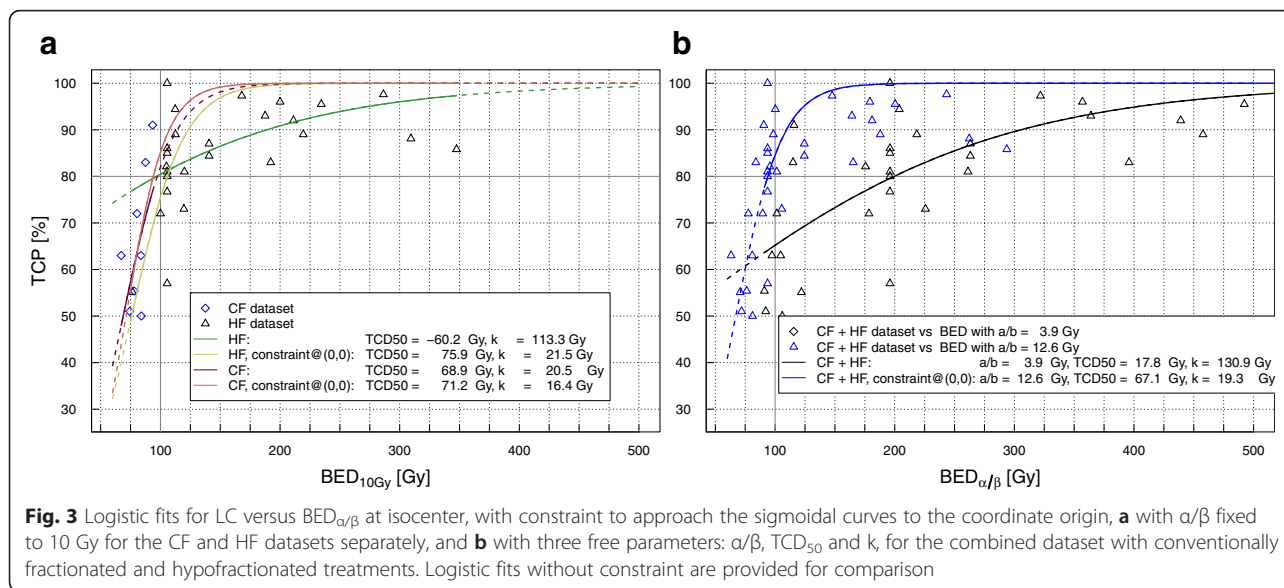 a
100
90
80
70
60
50
40
30
TCP [%]
CF dataset
HF dataset
HF: TCD50 = −60.2 Gy, k = 113.3 Gy
HF, constraint@(0,0): TCD50 = 75.9 Gy, k = 21.5 Gy
CF: TCD50 = 68.9 Gy, k = 20.5 Gy
CF, constraint@(0,0): TCD50 = 71.2 Gy, k = 16.4 Gy
100 200 300 400 500
BED10Gy [Gy]
b
100
90
80
70
60
50
40
30
CF + HF dataset vs BED with a/b = 3.9 Gy
CF + HF dataset vs BED with a/b = 12.6 Gy
CF + HF: a/b = 3.9 Gy, TCD50 = 17.8 Gy, k = 130.9 Gy
CF + HF, constraint@(0,0): a/b = 12.6 Gy, TCD50 = 67.1 Gy, k = 19.3 Gy
100 200 300 400 500
BEDα/β [Gy]
Fig. 3 Logistic fits for LC versus BEDα/β at isocenter, with constraint to approach the sigmoidal curves to the coordinate origin, a with α/β fixed
to 10 Gy for the CF and HF datasets separately, and b with three free parameters: α/β, TCD50 and k, for the combined dataset with conventionally
fractionated and hypofractionated treatments. Logistic fits without constraint are provided for comparison